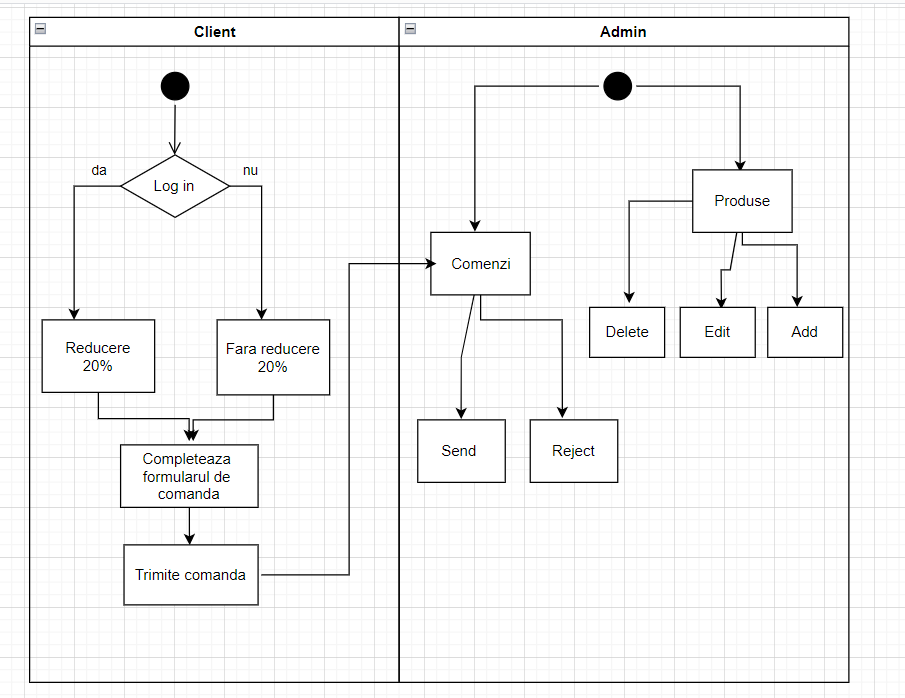 Client
Admin
da
nu
Log in
Produse
Comenzi
Delete
Edit
Add
Reducere
20%
Fara reducere
20%
Send
Reject
Completeaza
formularul de
comanda
Trimite comanda